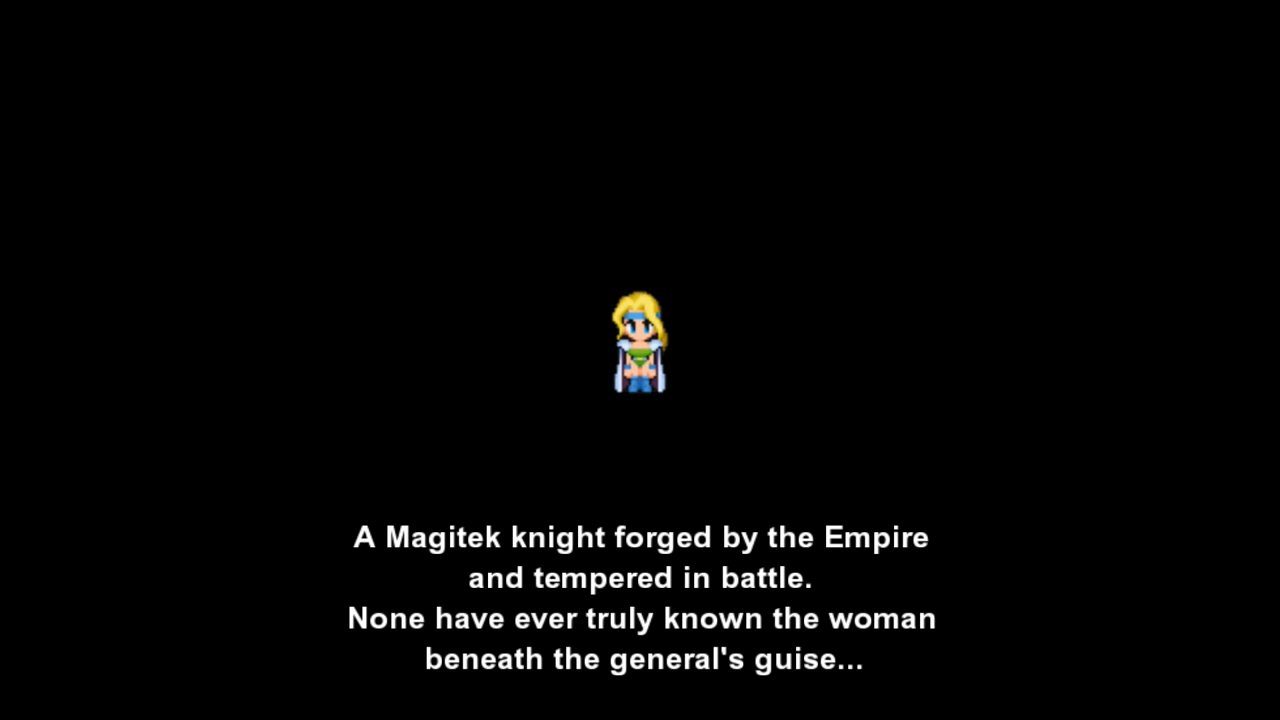 A Magitek knight forged by the Empire
and tempered in battle.
None have ever truly known the woman
beneath the general's guise...